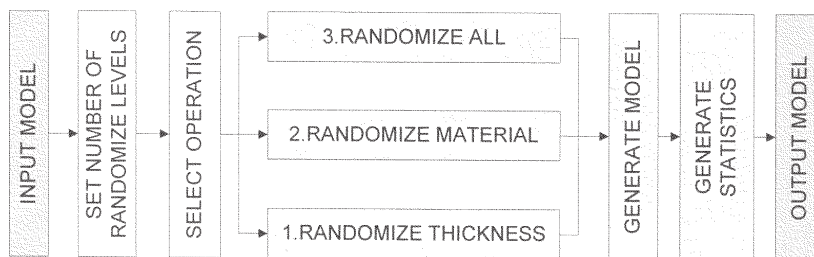 INPUT MODEL
SET NUMBER OF
RANDOMIZE LEVELS
SELECT OPERATION
3.RANDOMIZE ALL
2.RANDOMIZE MATERIAL
1.RANDOMIZE THICKNESS
GENERATE MODEL
GENERATE
STATISTICS
OUTPUT MODEL